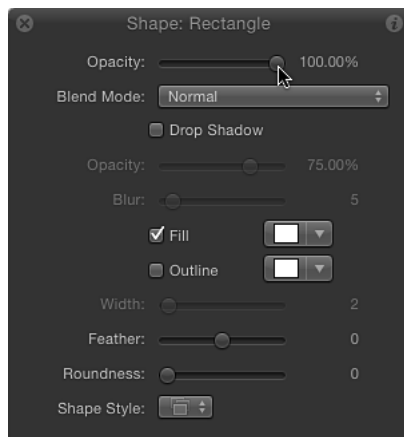 Shape: Rectangle
Opacity: 100.00%
Blend Mode: Normal
Drop Shadow
Opacity: 75.00%
Blur: 5
Fill
Outline
Width: 2
Feather: 0
Roundness: 0
Shape Style: